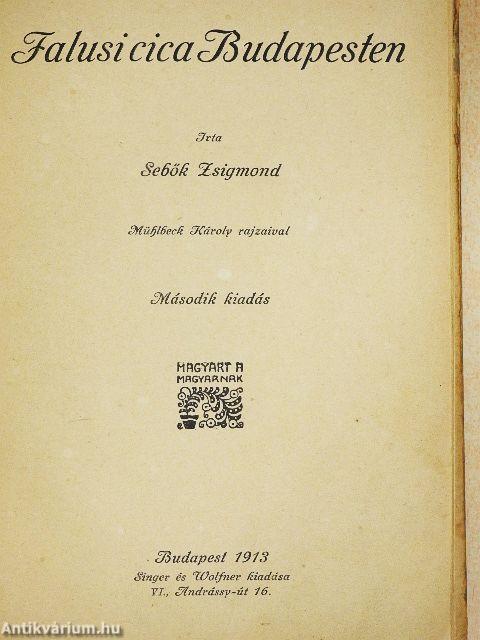 Falusi cica Budapesten
Irta
Sebők Zsigmond
Mühlbeck Károly rajzaival
Második kiadás
MAGYART A
MAGYARNAK
Budapest 1913
Singer és Wolfner kiadása
VI., Andrássy-út 16.
Antikvárium.hu